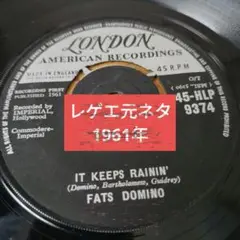 LONDON
AMERICAN RECORDINGS
MADE IN ENGLAND
45 R.P.M.
RECORDING FIRST
PUBLISHED 1961
Recorded by
IMPERIAL,
Hollywood
Commodore-
Imperial
45-HLP
9374
レゲエ元ネタ
1961年
IT KEEPS RAININ'
(Domino, Bartholomew, Guidrey)
FATS DOMINO